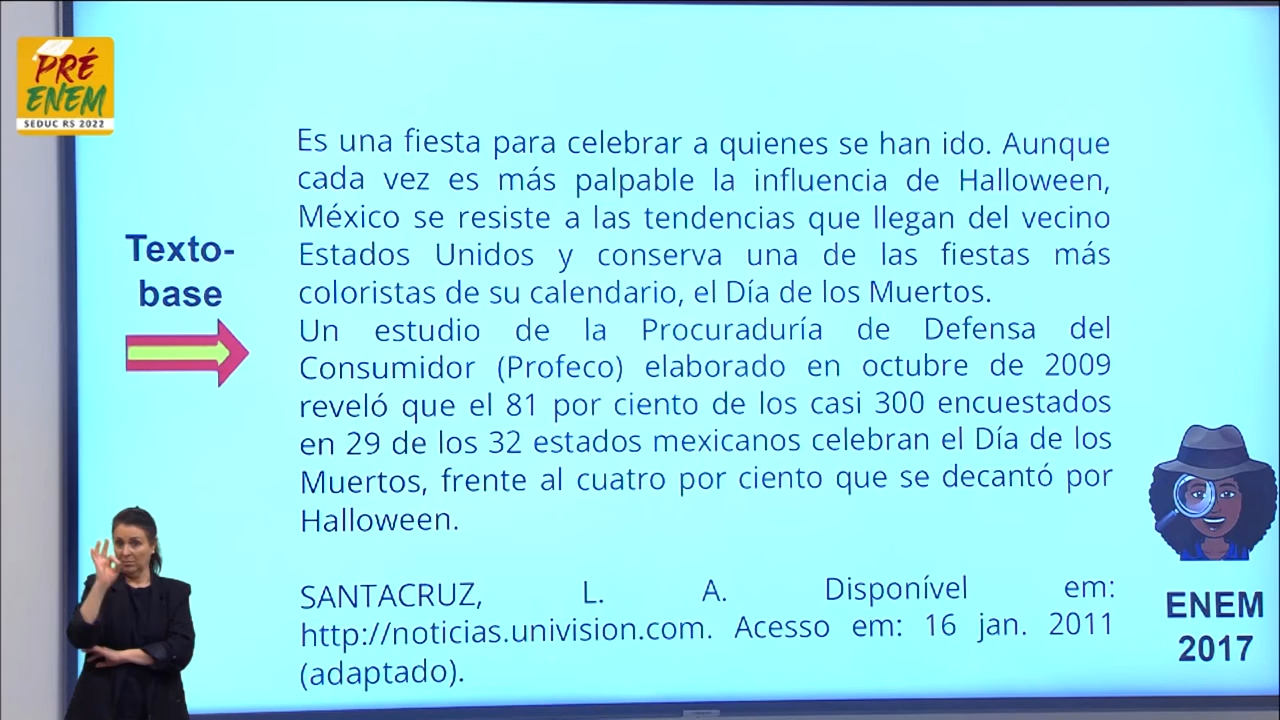 PRÉ
ENEM
SEDUC RS 2022
Texto-
base
Es una fiesta para celebrar a quienes se han ido. Aunque
cada vez es más palpable la influencia de Halloween,
México se resiste a las tendencias que llegan del vecino
Estados Unidos y conserva una de las fiestas más
coloristas de su calendario, el Día de los Muertos.
Un estudio de la Procuraduría de Defensa del
Consumidor (Profeco) elaborado en octubre de 2009
reveló que el 81 por ciento de los casi 300 encuestados
en 29 de los 32 estados mexicanos celebran el Día de los
Muertos, frente al cuatro por ciento que se decantó por
Halloween.
SANTACRUZ, L. A. Disponível em:
http://noticias.univision.com. Acesso em: 16 jan. 2011
(adaptado).
ENEM
2017